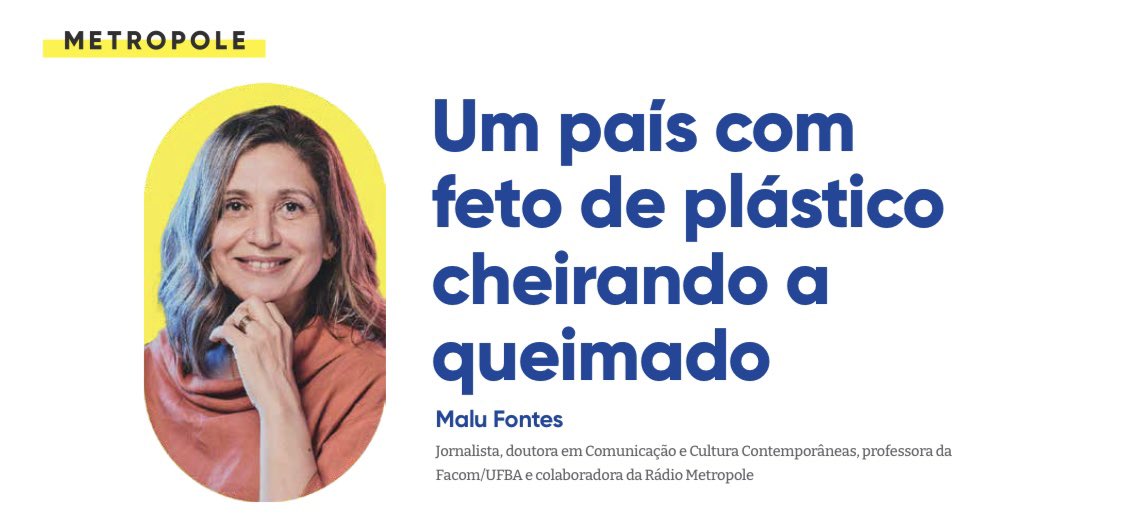 METROPOLE
Um país com
feto de plástico
cheirando a
queimado
Malu Fontes
Jornalista, doutora em Comunicação e Cultura Contemporâneas, professora da
Facom/UFBA e colaboradora da Rádio Metropole